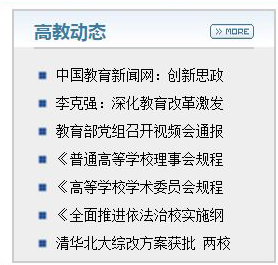 高教动态
MORE
中国教育新闻网：创新思政
李克强：深化教育改革激发
教育部党组召开视频会通报
《普通高等学校理事会规程
《高等学校学术委员会规程
《全面推进依法治校实施纲
清华北大综改方案获批 两校